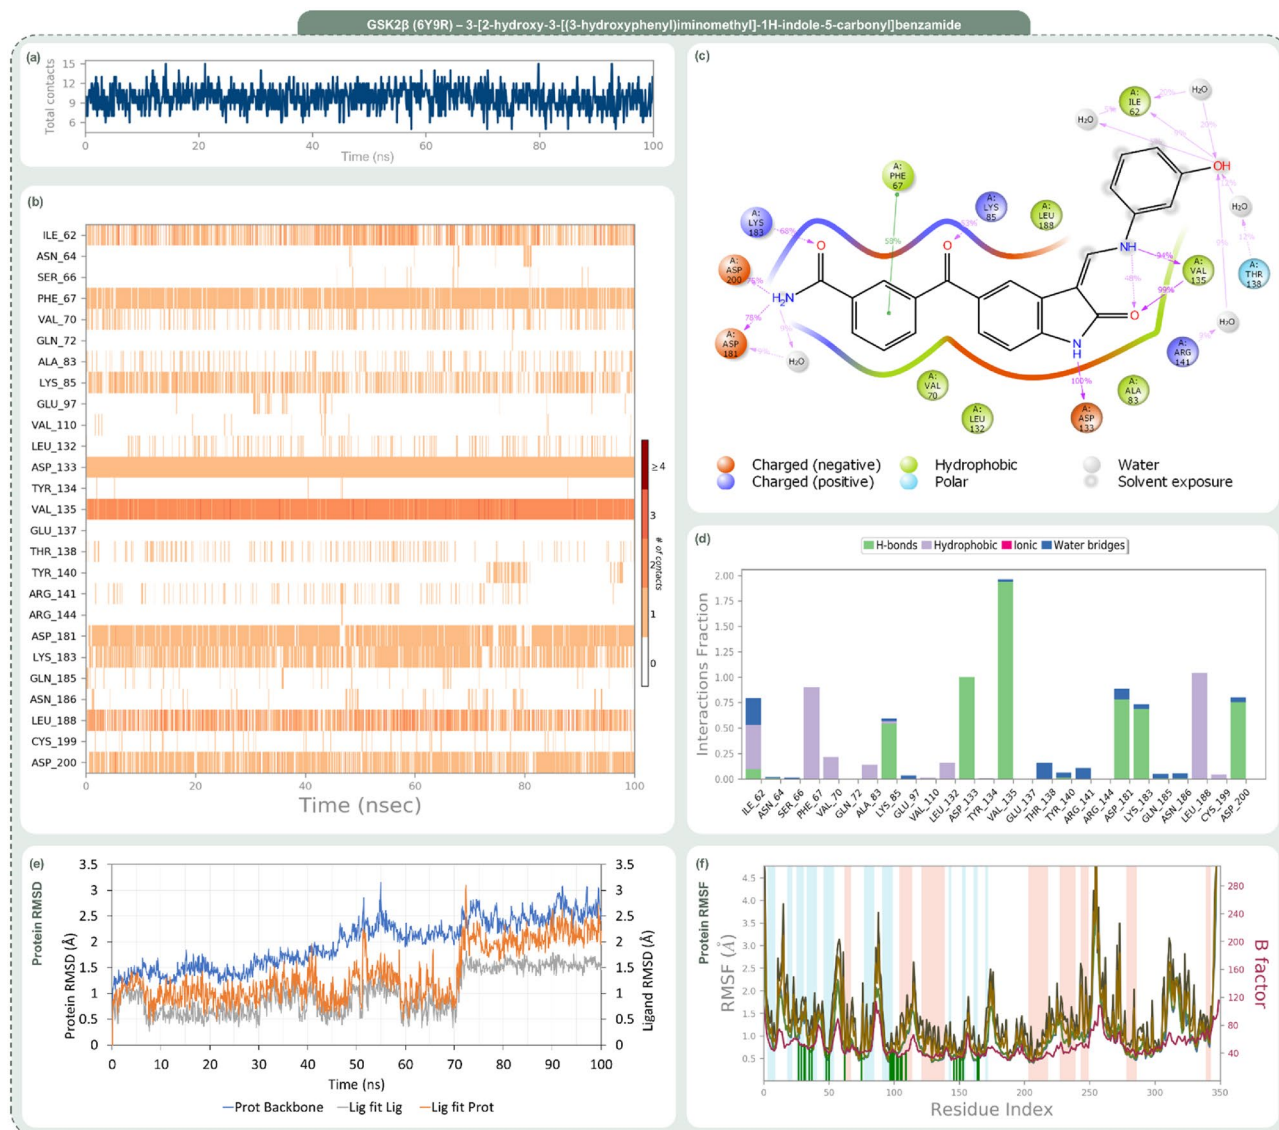 GSK2β (6Y9R) – 3-[2-hydroxy-3-[(3-hydroxyphenyl)iminomethyl]-1H-indole-5-carbonyl]benzamide
(a)
Total contacts
15
12
9
6
0 20 40 60 80 100
Time (ns)
(b)
ILE_62
ASN_64
SER_66
PHE_67
VAL_70
GLN_72
ALA_83
LYS_85
GLU_97
VAL_110
LEU_132
ASP_133
TYR_134
VAL_135
GLU_137
THR_138
TYR_140
ARG_141
ARG_144
ASP_181
LYS_183
GLN_185
ASN_186
LEU_188
CYS_199
ASP_200
0 20 40 60 80 100
Time (nsec)
≥4
3
2
1
0
# of contacts
(c)
A: ILE 62
H₂O
H₂O
OH
H₂O
A: THR 138
H₂O
A: ARG 141
A: VAL 135
94%
99%
NH
O
A: PHE 67
59%
A: LYS 85
A: LEU 188
A: LYS 183
68%
O
O
A: ASP 200
H₂N
78%
A: ASP 181
H₂O
A: VAL 70
A: LEU 132
N
H
100%
A: ASP 133
A: ALA 83
Charged (negative)
Charged (positive)
Hydrophobic
Polar
Water
Solvent exposure
(d)
H-bonds Hydrophobic Ionic Water bridges
Interactions Fraction
2.00
1.75
1.50
1.25
1.00
0.75
0.50
0.25
0.00
ILE_62 ASN_64 SER_66 PHE_67 VAL_70 GLN_72 ALA_83 LYS_85 GLU_97 VAL_110 LEU_132 ASP_133 TYR_134 VAL_135 GLU_137 THR_138 TYR_140 ARG_141 ARG_144 ASP_181 LYS_183 GLN_185 ASN_186 LEU_188 CYS_199 ASP_200
(e)
Protein RMSD
Protein RMSD (Å)
3.5
3
2.5
2
1.5
1
0.5
0
0 10 20 30 40 50 60 70 80 90 100
Time (ns)
3.5
3
2.5
2
1.5
1
0.5
0
Ligand RMSD (Å)
Prot Backbone Lig fit Lig Lig fit Prot
(f)
Protein RMSF
RMSF (Å)
4.5
4.0
3.5
3.0
2.5
2.0
1.5
1.0
0.5
0 50 100 150 200 250 300 350
Residue Index
280
240
200
160
120
80
40
B factor